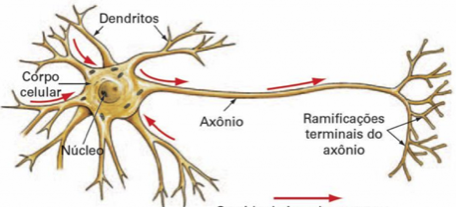 Dendritos
Corpo
celular
Núcleo
Axônio
Ramificações
terminais do
axônio